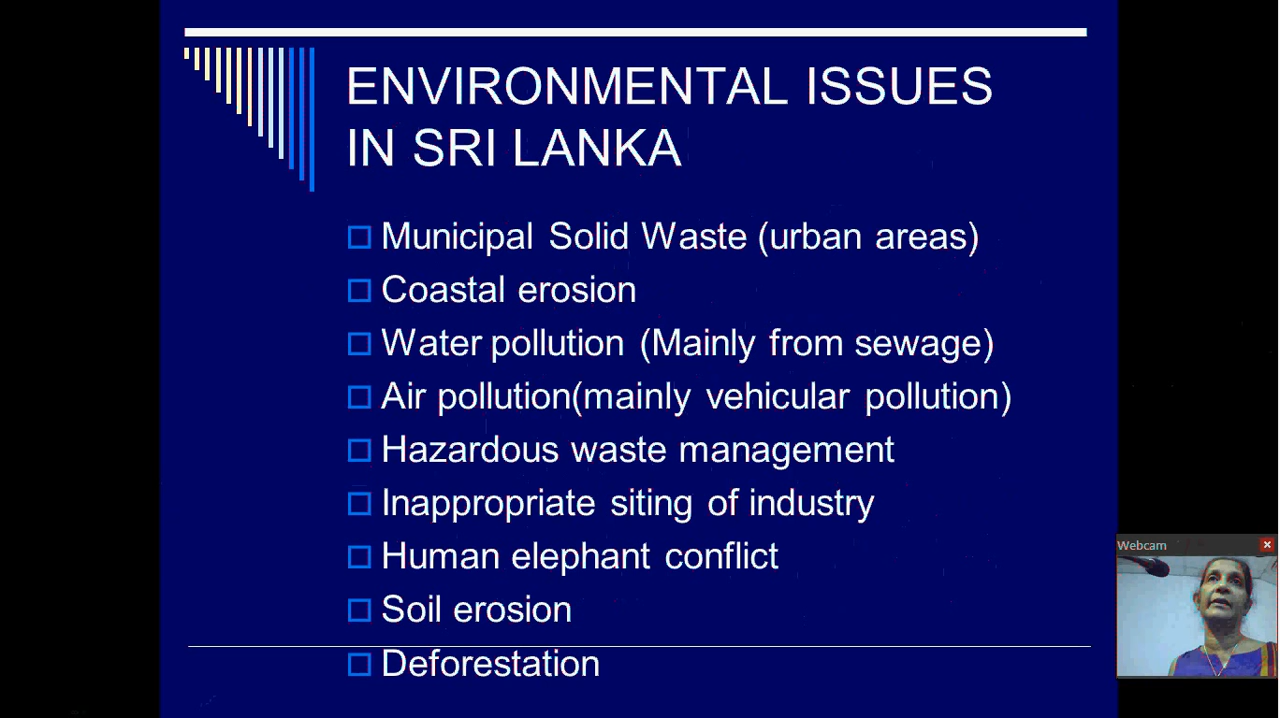 ENVIRONMENTAL ISSUES
IN SRI LANKA
Municipal Solid Waste (urban areas)
Coastal erosion
Water pollution (Mainly from sewage)
Air pollution(mainly vehicular pollution)
Hazardous waste management
Inappropriate siting of industry
Human elephant conflict
Soil erosion
Deforestation
Webcam